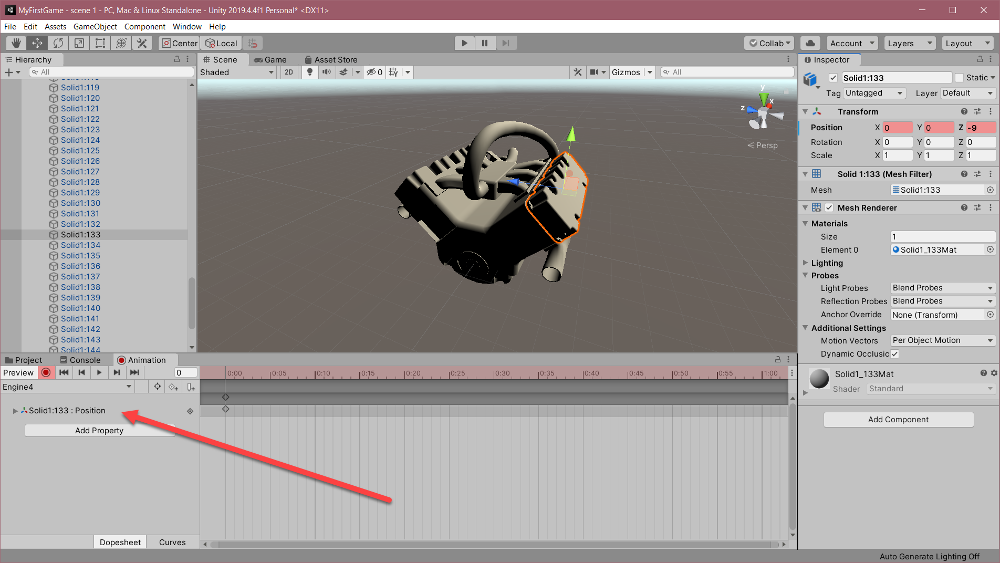 MyFirstGame - scene 1 - PC, Mac & Linux Standalone - Unity 2019.4.4f1 Personal* <DX11>
File Edit Assets GameObject Component Window Help
Center Local Collab Account Layers Layout
Hierarchy
All
Solid1:119
Solid1:120
Solid1:121
Solid1:122
Solid1:123
Solid1:124
Solid1:125
Solid1:126
Solid1:127
Solid1:128
Solid1:129
Solid1:130
Solid1:131
Solid1:132
Solid1:133
Solid1:134
Solid1:135
Solid1:136
Solid1:137
Solid1:138
Solid1:139
Solid1:140
Solid1:141
Solid1:142
Solid1:143
Solid1:144
Scene Game Asset Store
Shaded 2D 0 Gizmos All
y
x
z
Persp
Inspector
Solid1:133 Static
Tag Untagged Layer Default
Transform
Position X 0 Y 0 Z -9
Rotation X 0 Y 0 Z 0
Scale X 1 Y 1 Z 1
Solid 1:133 (Mesh Filter)
Mesh Solid1:133
Mesh Renderer
Materials
Size 1
Element 0 Solid1_133Mat
Lighting
Probes
Light Probes Blend Probes
Reflection Probes Blend Probes
Anchor Override None (Transform)
Additional Settings
Motion Vectors Per Object Motion
Dynamic Occlusic
Solid1_133Mat
Shader Standard
Add Component
Project Console Animation
Preview 0
0:00 0:05 0:10 0:15 0:20 0:25 0:30 0:35 0:40 0:45 0:50 0:55 1:00
Engine4
Solid1:133 : Position
Add Property
Dopesheet Curves
Auto Generate Lighting Off